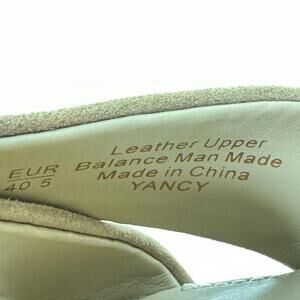 EUR
40 5
Leather Upper
Balance Man Made
Made in China
YANCY